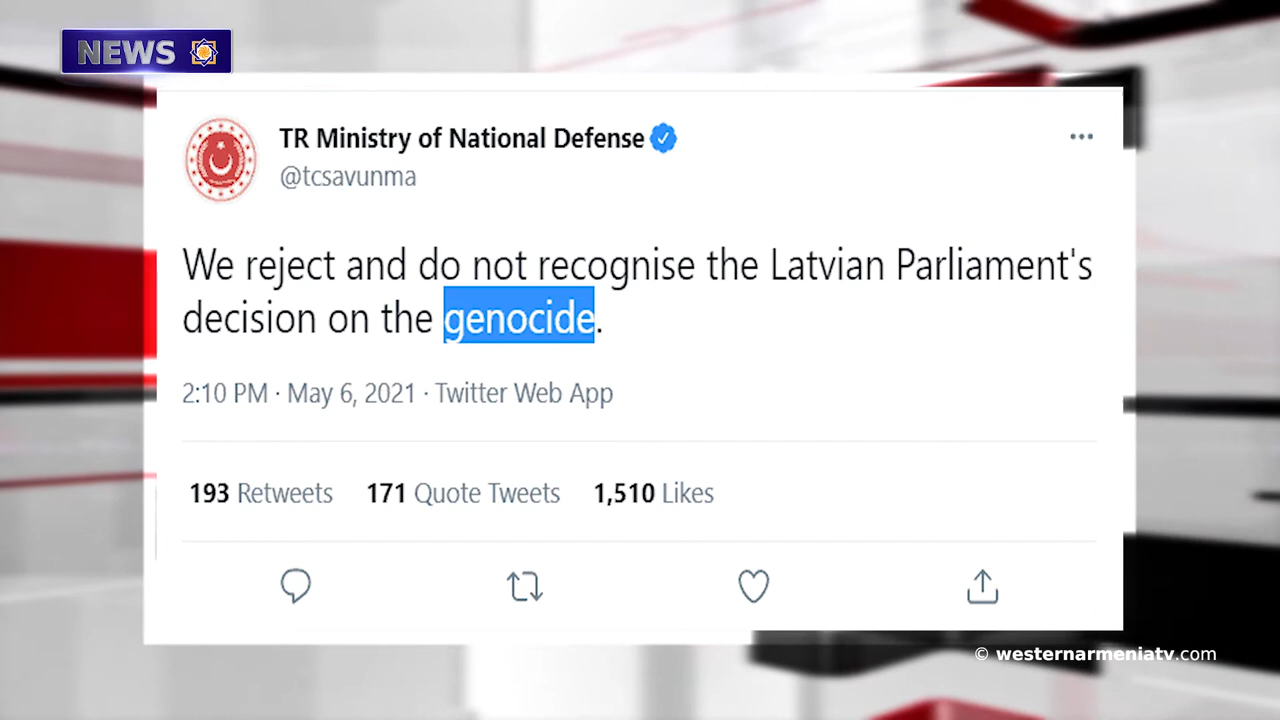 NEWS
TR Ministry of National Defense
@tcsavunma
We reject and do not recognise the Latvian Parliament's
decision on the genocide.
2:10 PM · May 6, 2021 · Twitter Web App
193 Retweets 171 Quote Tweets 1,510 Likes
© westernarmeniatv.com